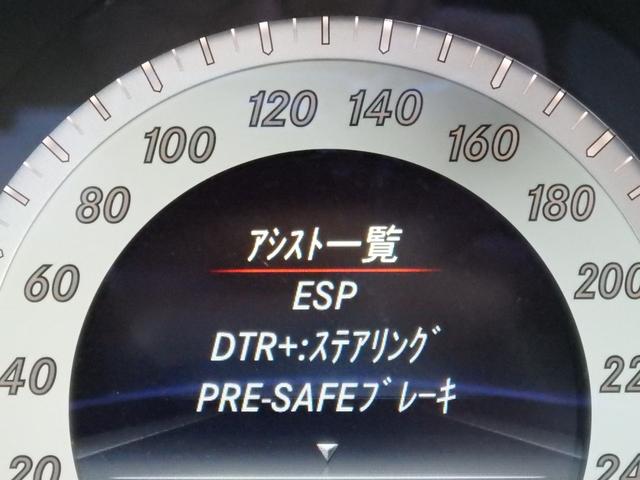 120 140
100 160
80 180
ｱｼｽﾄ一覧
60 ESP 200
DTR+:ｽﾃｱﾘﾝｸﾞ
40 PRE-SAFEﾌﾞﾚｰｷ
20